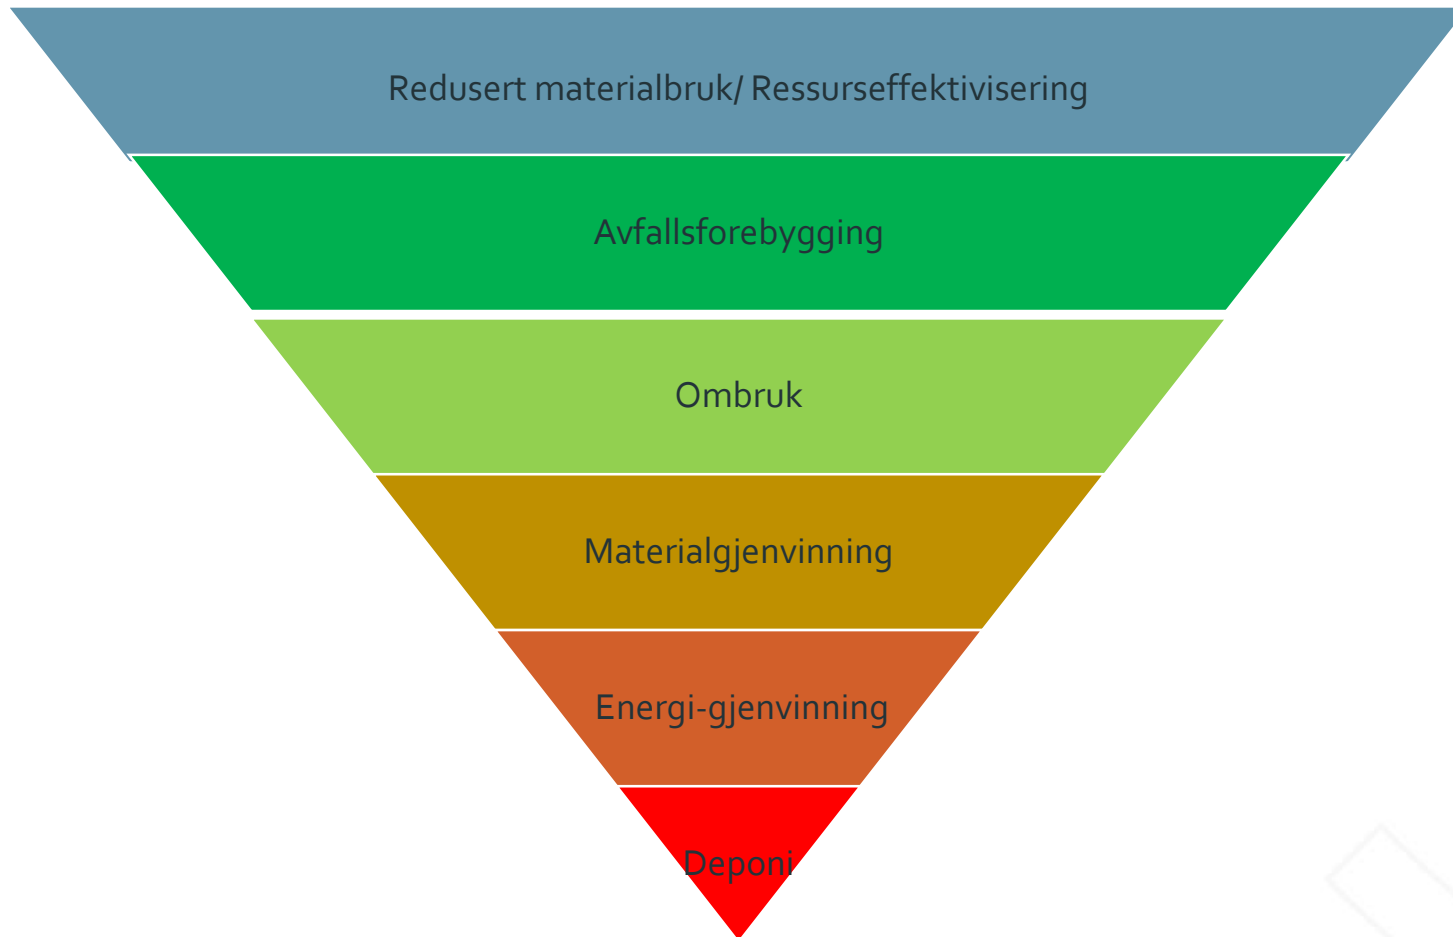 Redusert materialbruk/ Ressurseffektivisering
Avfallsforebygging
Ombruk
Materialgjenvinning
Energi-gjenvinning
Deponi